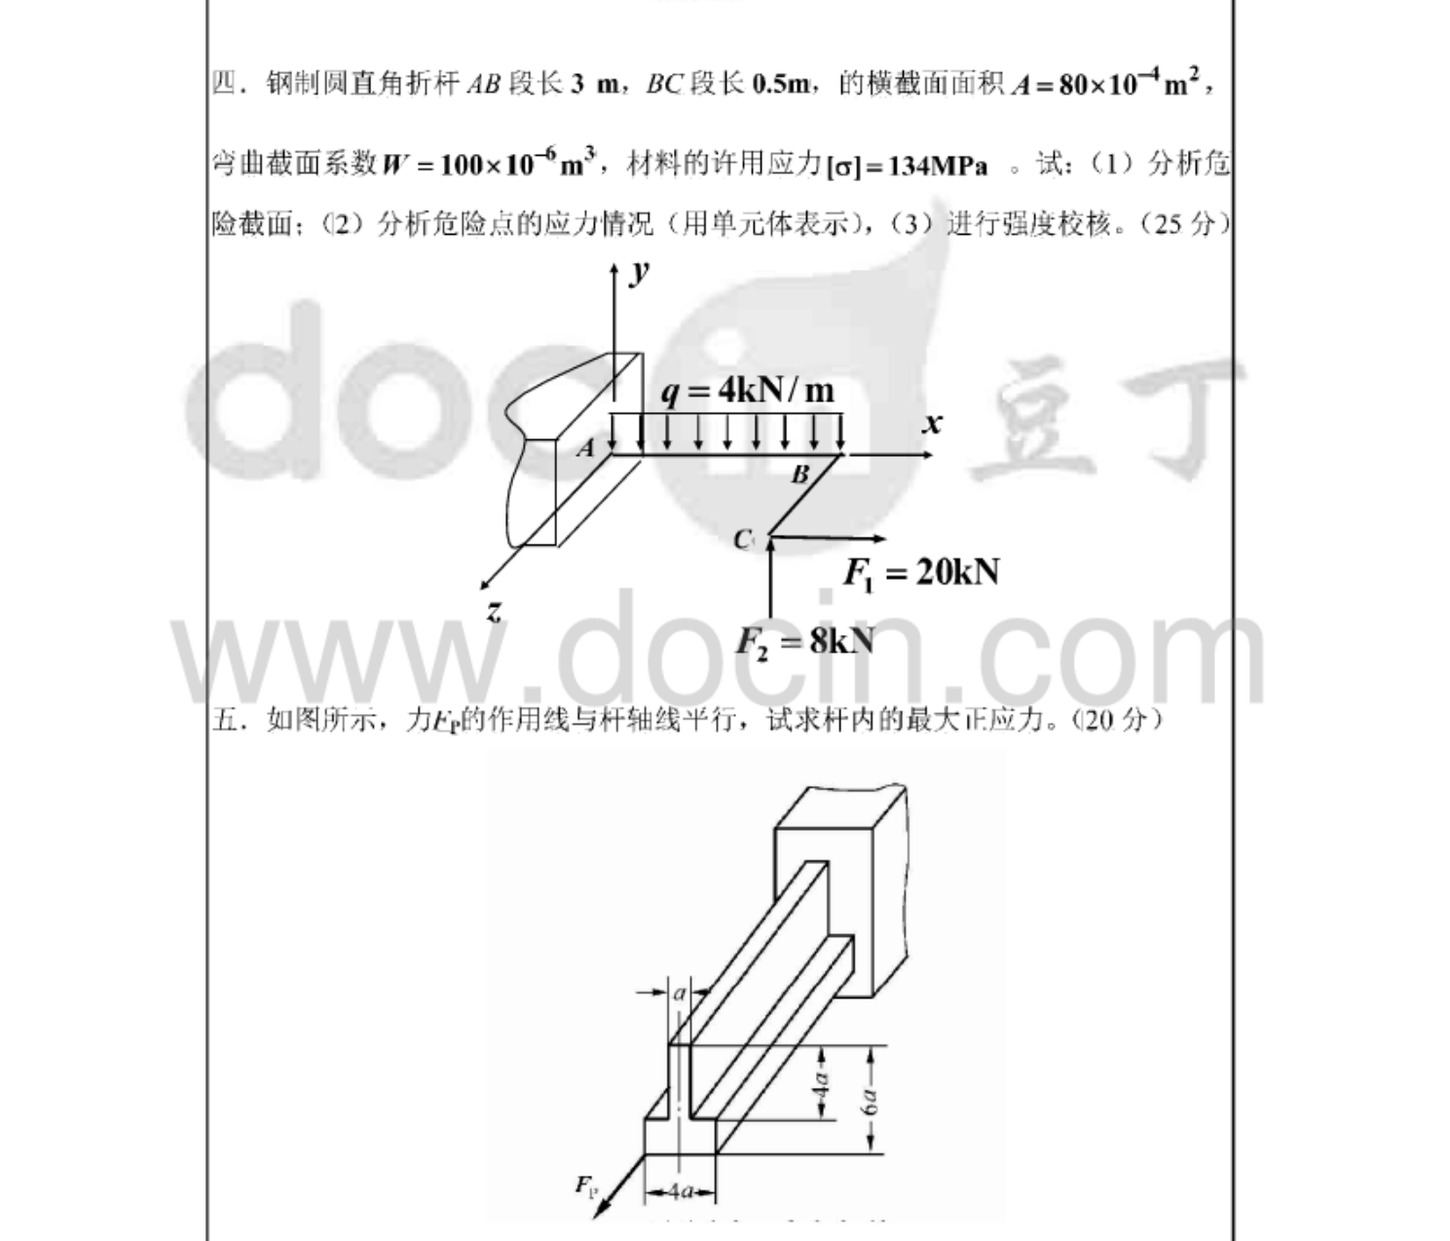 四．钢制圆直角折杆 AB 段长 3 m，BC 段长 0.5m，的横截面面积 A = 80×10⁻⁴ m²，
弯曲截面系数 W = 100×10⁻⁶ m³，材料的许用应力 [σ] = 134MPa 。试：（1）分析危
险截面；（2）分析危险点的应力情况（用单元体表示），（3）进行强度校核。（25 分）
y
q = 4kN/ m
x
A
B
C
F₁ = 20kN
z
F₂ = 8kN
docin 豆丁
www.docin.com
五．如图所示，力F_P的作用线与杆轴线平行，试求杆内的最大正应力。（20 分）
a
4a
6a
F_P
4a